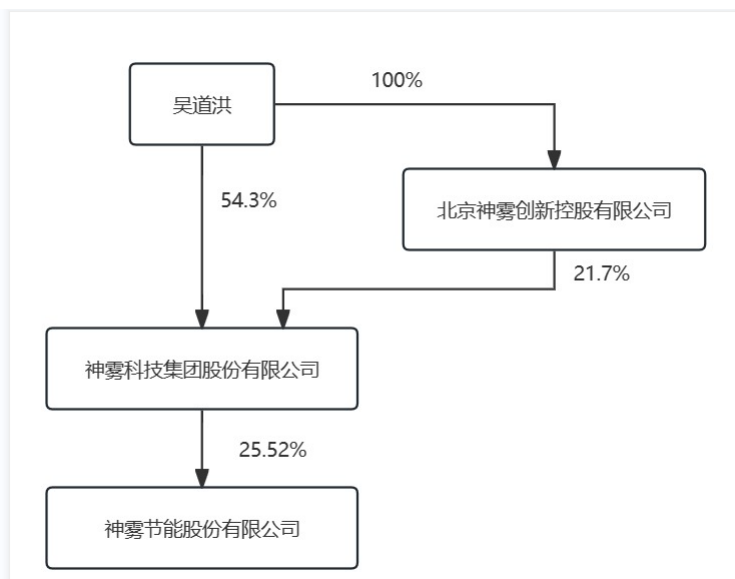 吴道洪
100%
54.3%
北京神雾创新控股有限公司
21.7%
神雾科技集团股份有限公司
25.52%
神雾节能股份有限公司